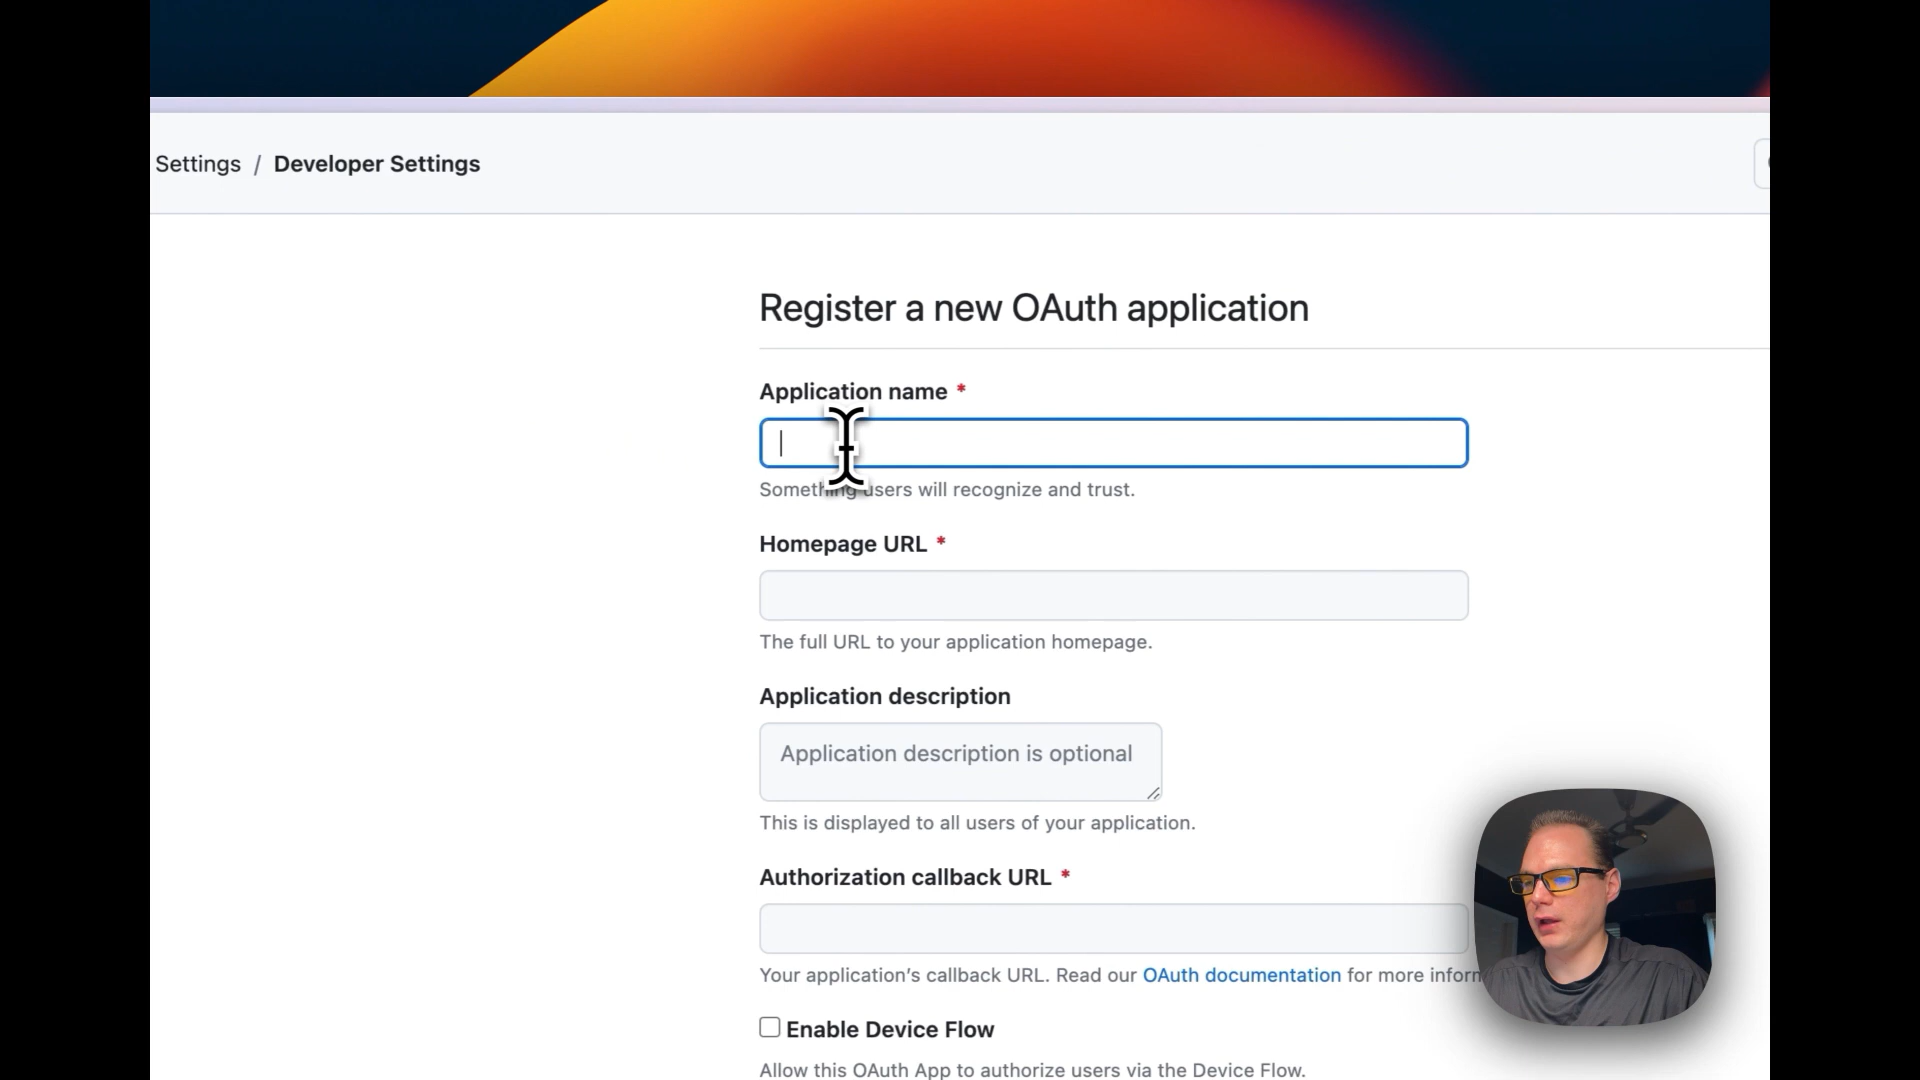 Settings / Developer Settings
Register a new OAuth application
Application name *
Something users will recognize and trust.
Homepage URL *
The full URL to your application homepage.
Application description
Application description is optional
This is displayed to all users of your application.
Authorization callback URL *
Your application’s callback URL. Read our OAuth documentation for more inform
Enable Device Flow
Allow this OAuth App to authorize users via the Device Flow.